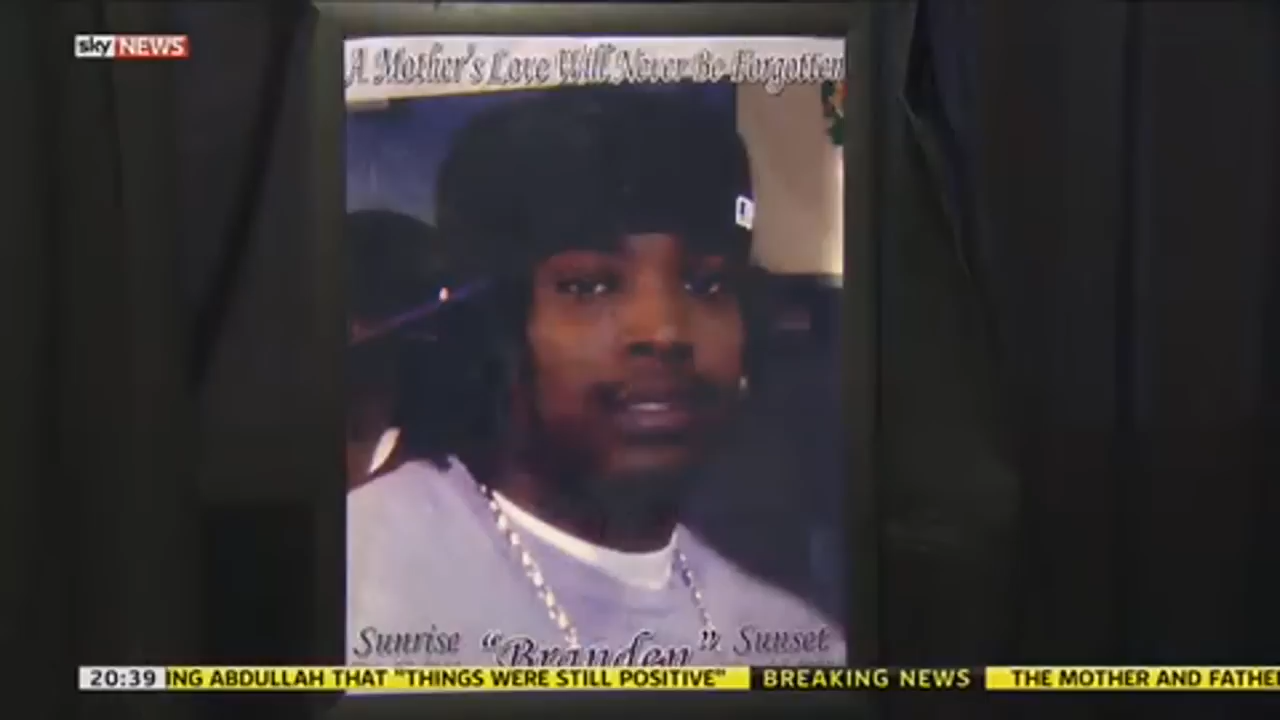 sky NEWS
A Mother's Love Will Never Be Forgotten
Sunrise "Branden" Sunset
20:39 ING ABDULLAH THAT "THINGS WERE STILL POSITIVE" BREAKING NEWS THE MOTHER AND FATHE